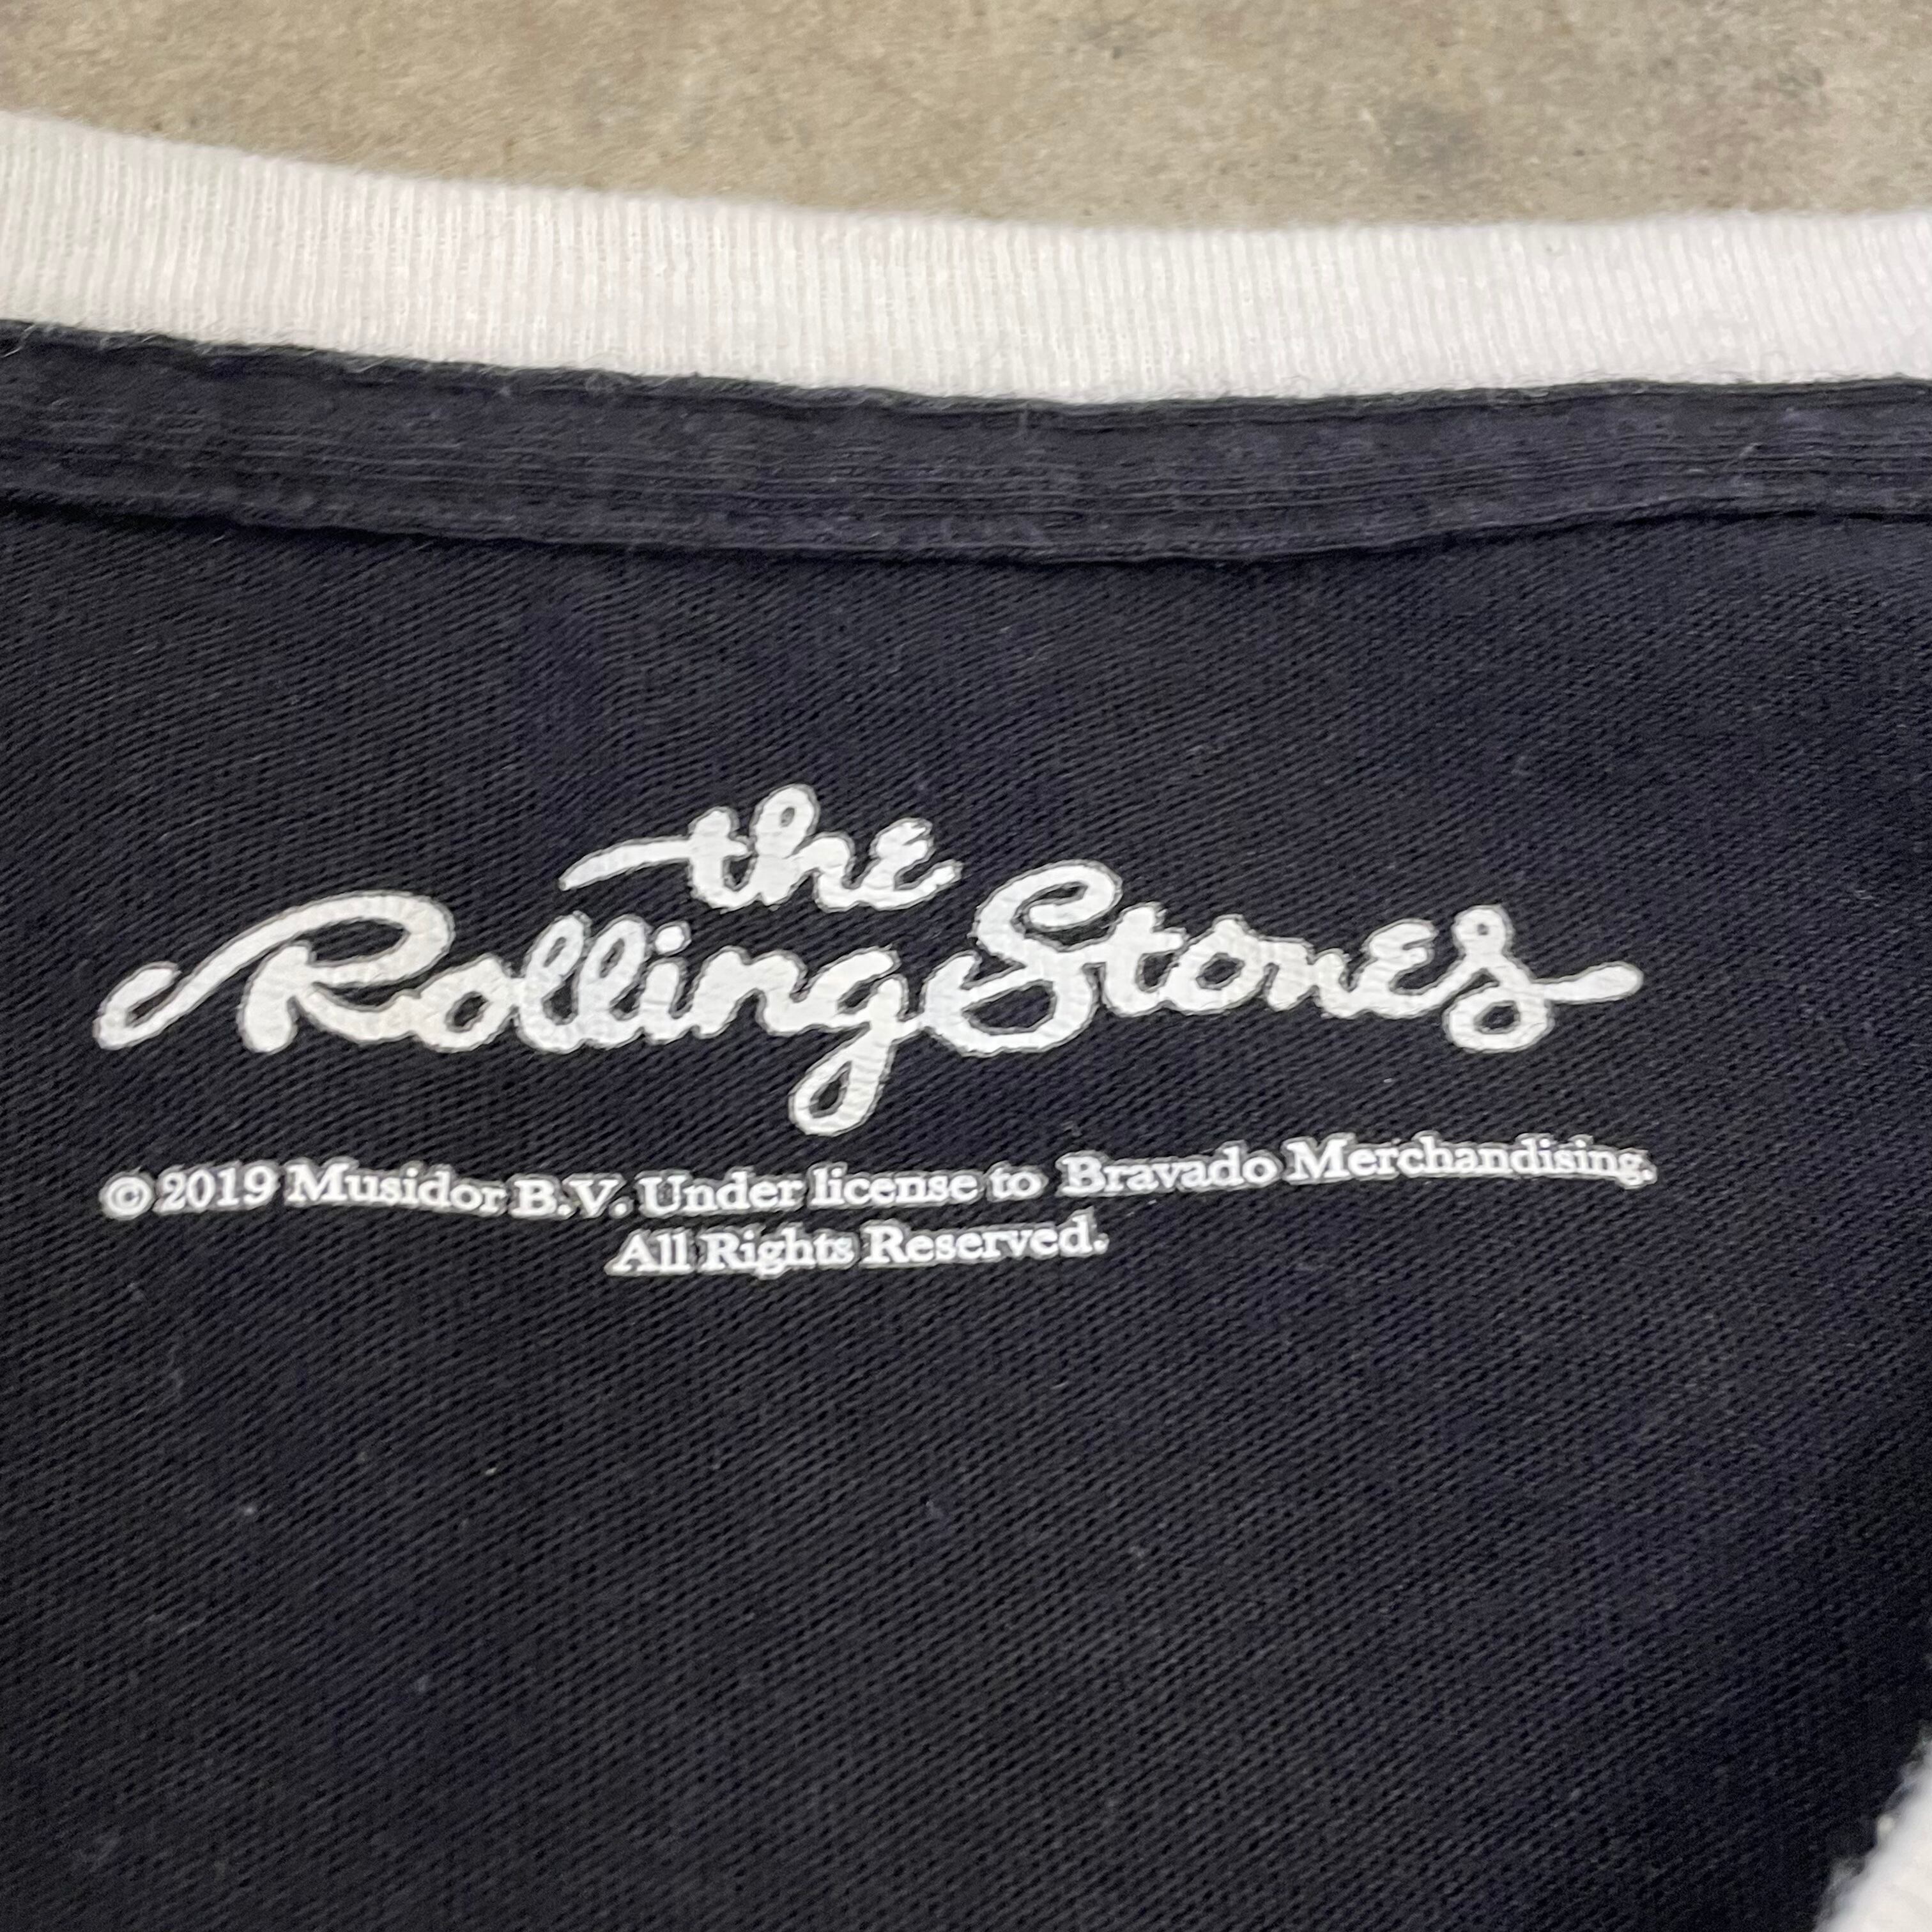 the
Rolling Stones
© 2019 Musidor B.V. Under license to Bravado Merchandising.
All Rights Reserved.